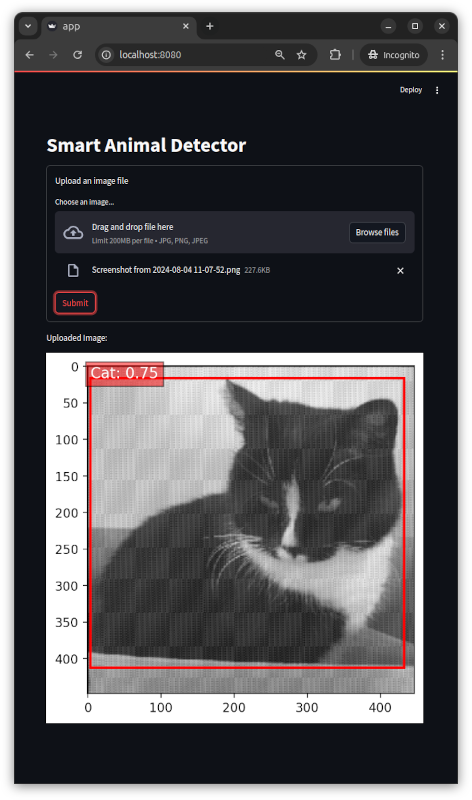 app
localhost:8080
Incognito
Deploy
Smart Animal Detector
Upload an image file
Choose an image...
Drag and drop file here
Limit 200MB per file • JPG, PNG, JPEG
Browse files
Screenshot from 2024-08-04 11-07-52.png 227.6KB
Submit
Uploaded Image:
Cat: 0.75
0
50
100
150
200
250
300
350
400
0 100 200 300 400